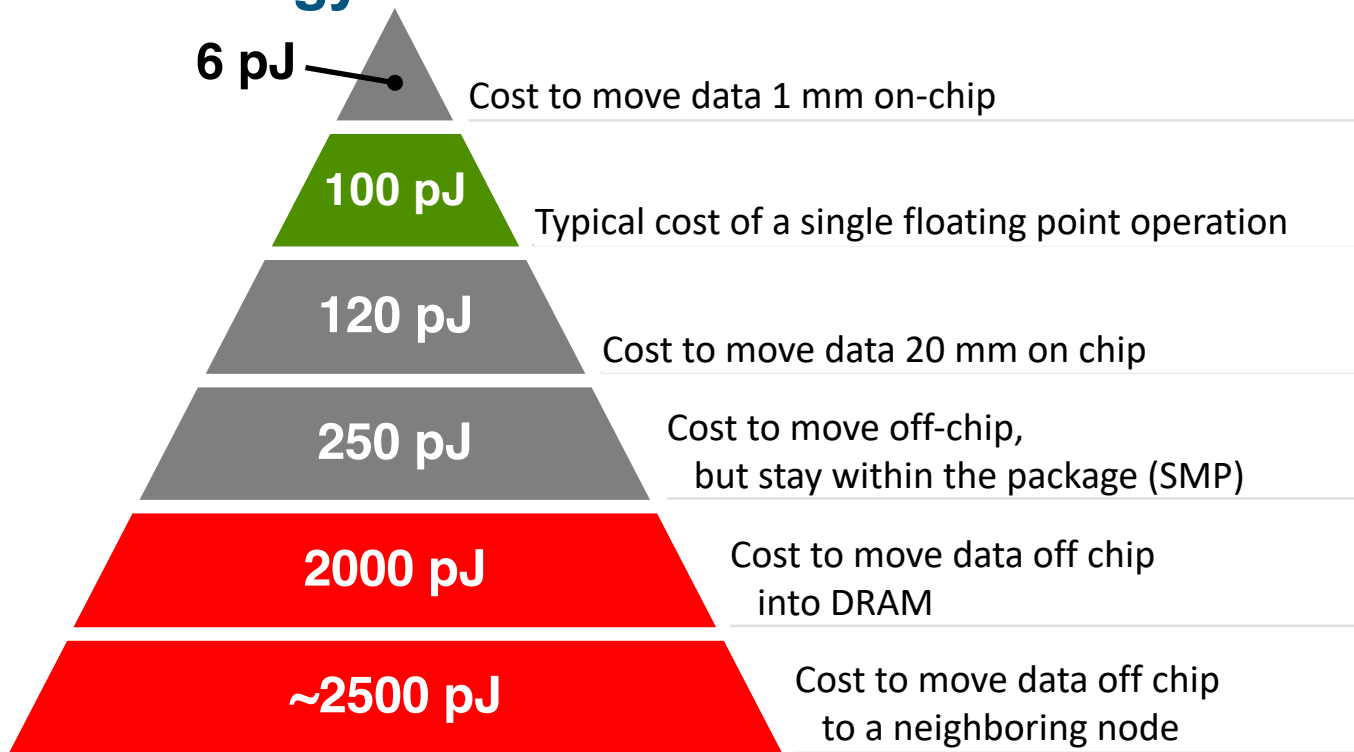 6 pJ
Cost to move data 1 mm on-chip
100 pJ
Typical cost of a single floating point operation
120 pJ
Cost to move data 20 mm on chip
250 pJ
Cost to move off-chip,
but stay within the package (SMP)
2000 pJ
Cost to move data off chip
into DRAM
~2500 pJ
Cost to move data off chip
to a neighboring node